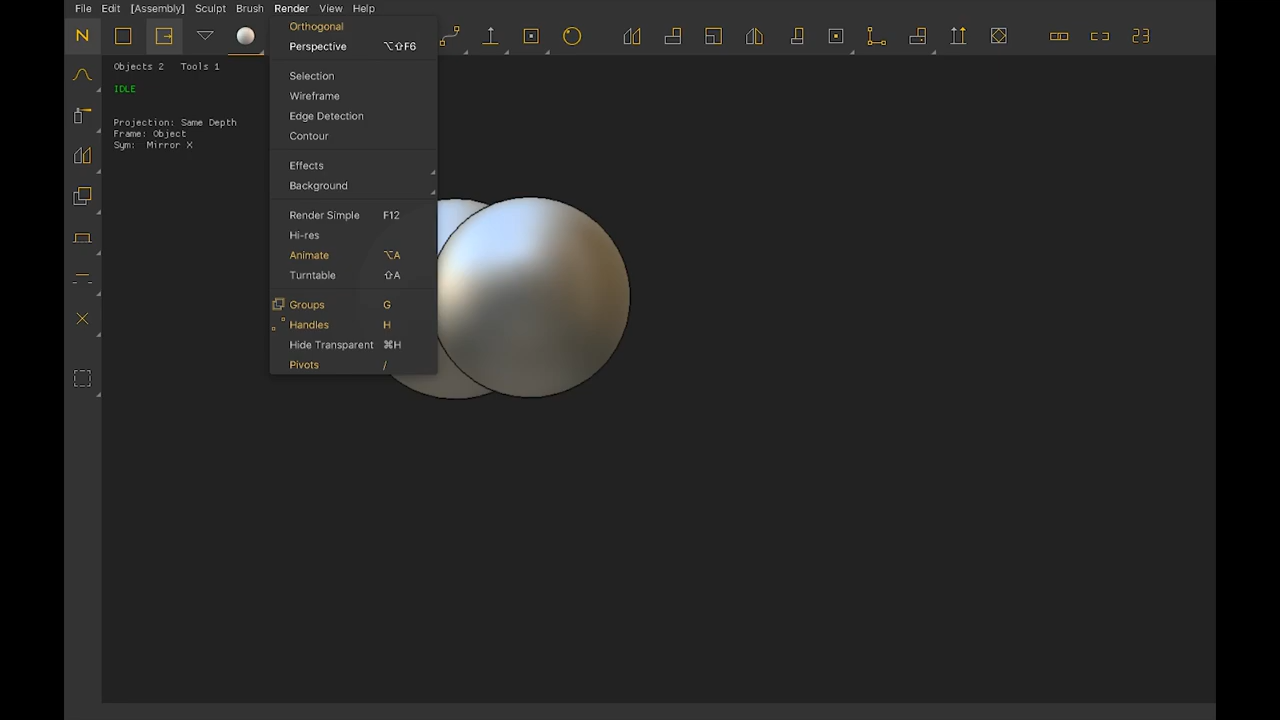 File Edit [Assembly] Sculpt Brush Render View Help
N
23
Objects 2 Tools 1
IDLE
Projection: Same Depth
Frame: Object
Sym: Mirror X
Orthogonal
Perspective ⌥⇧F6
Selection
Wireframe
Edge Detection
Contour
Effects
Background
Render Simple F12
Hi-res
Animate ⌥A
Turntable ⇧A
Groups G
Handles H
Hide Transparent ⌘H
Pivots /